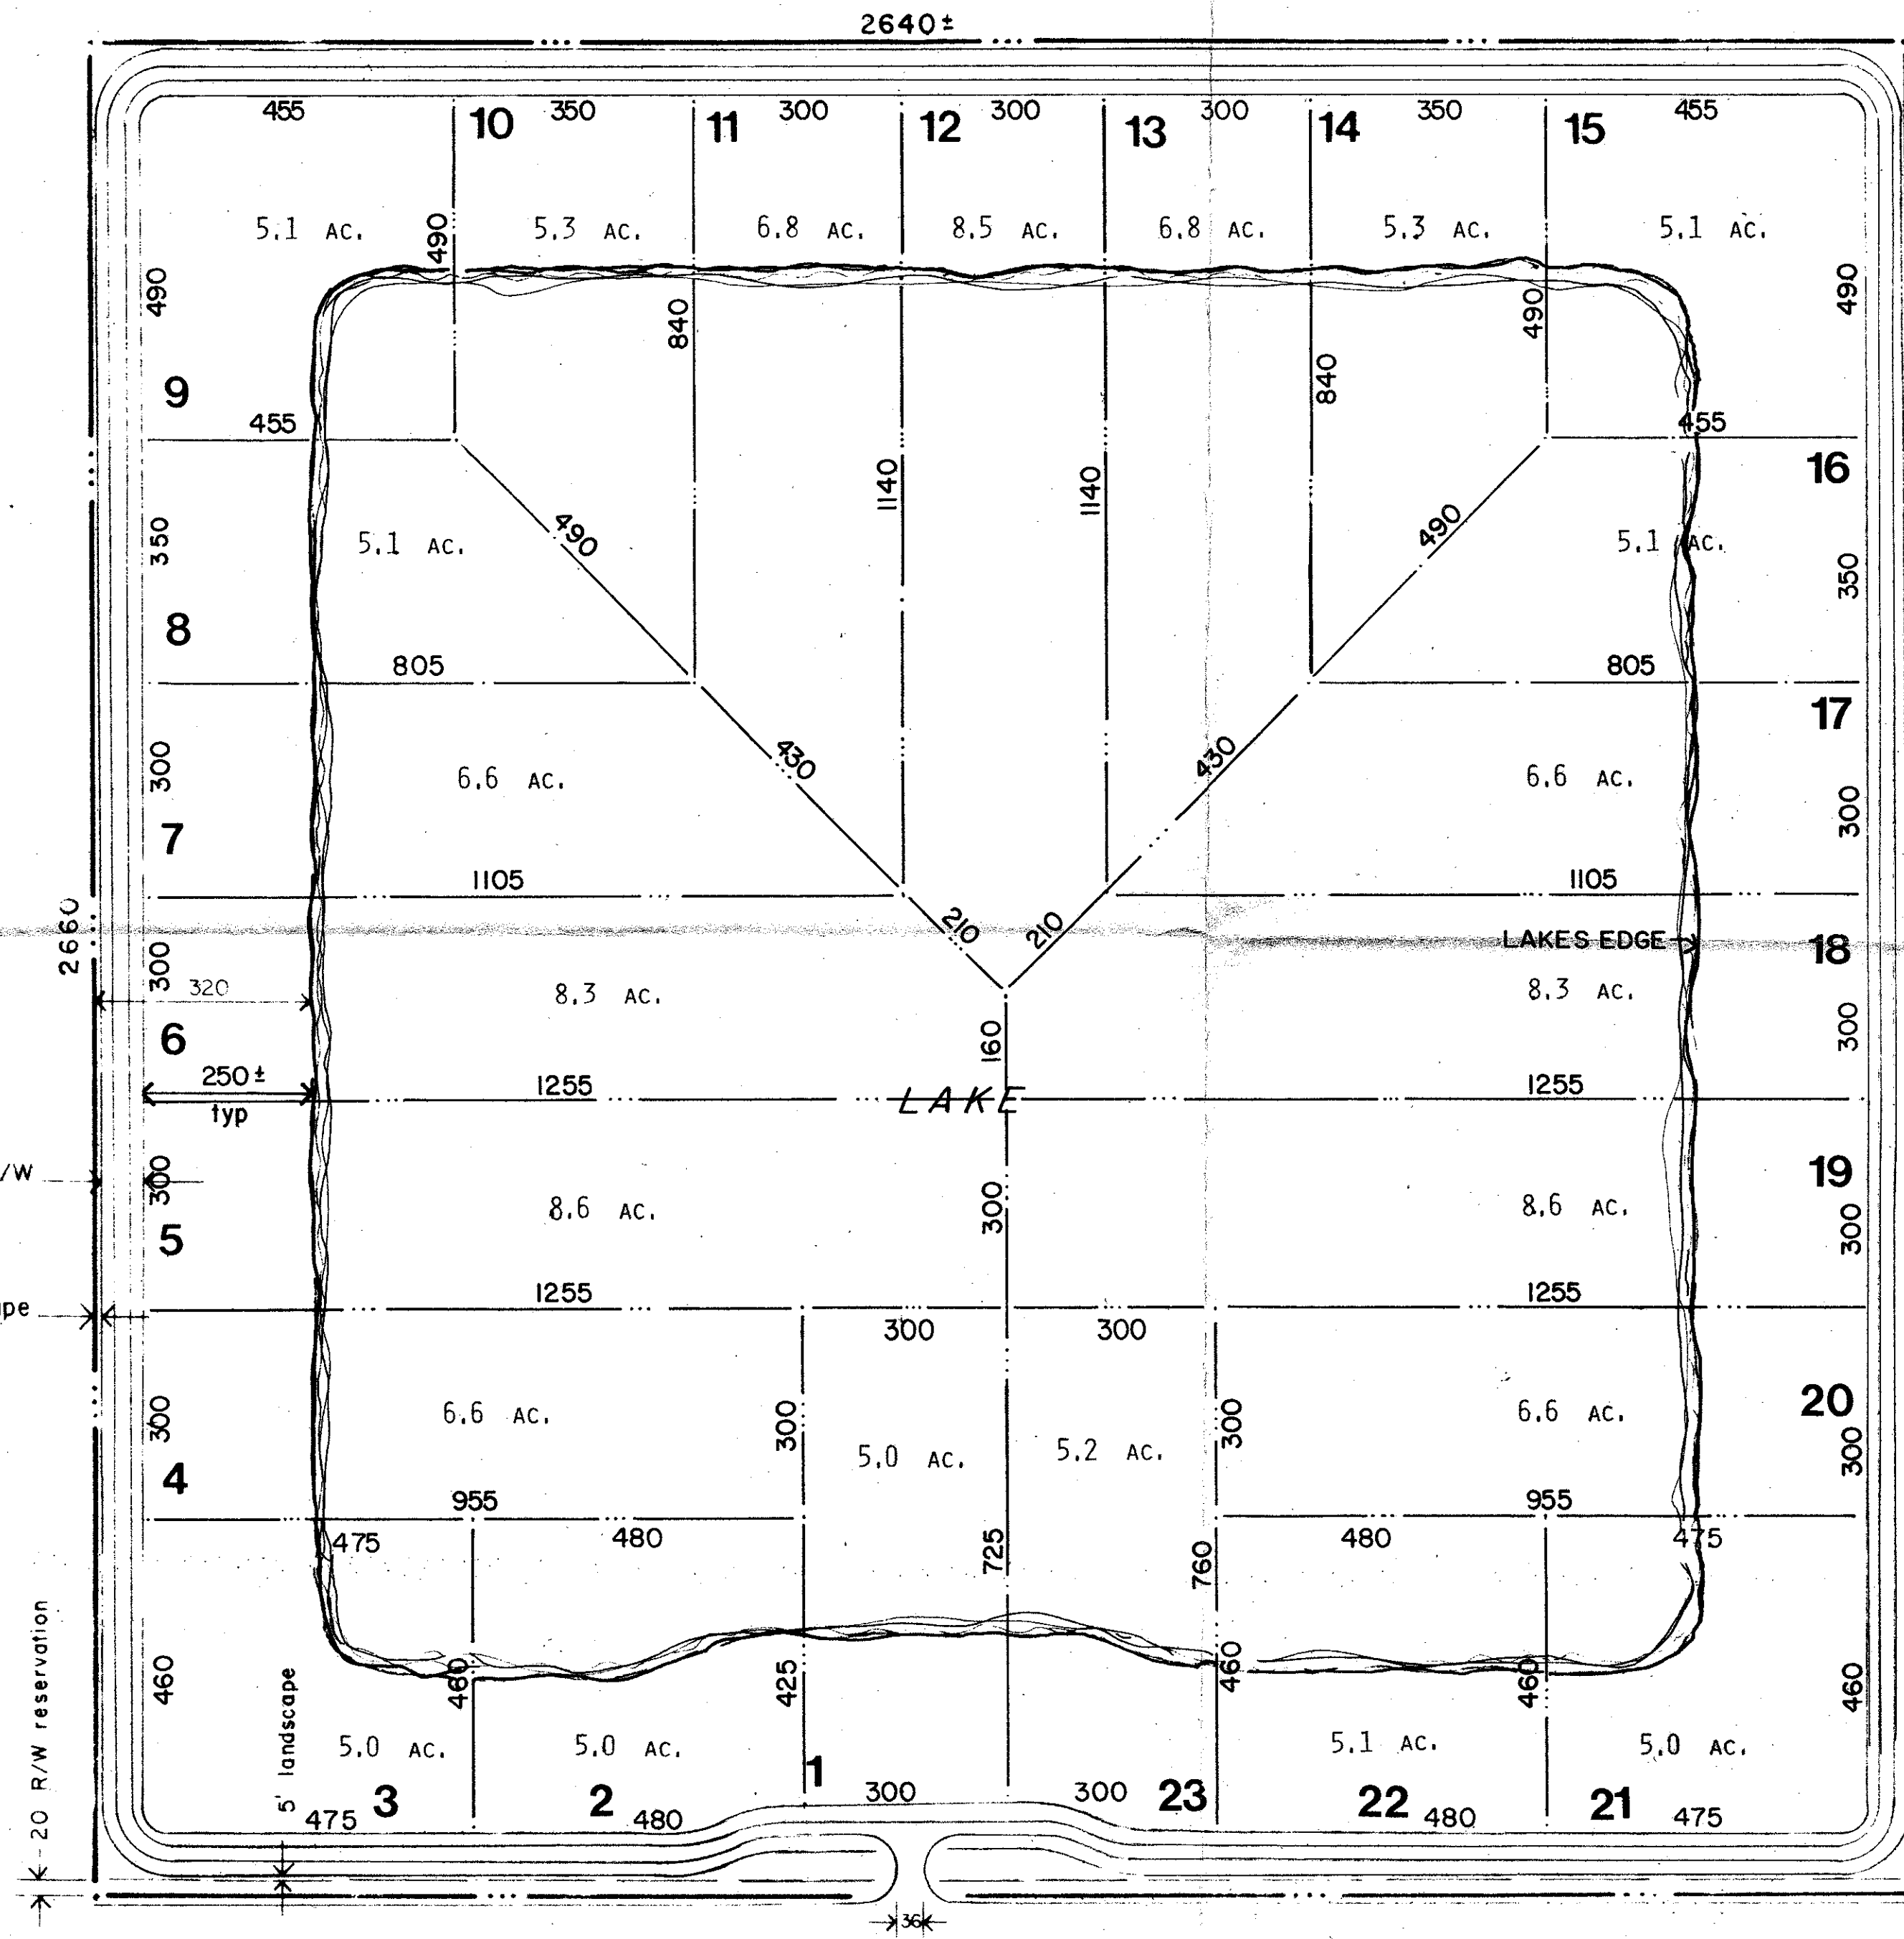 2640±
455 10 350 11 300 12 300 13 300 14 350 15 455
5.1 AC. 490 5.3 AC. 6.8 AC. 8.5 AC. 6.8 AC. 5.3 AC. 5.1 AC.
490 840 490 490
9 840
455 455
1140 1140 16
350 5.1 AC. 490 490 5.1 AC. 350
8
805 805
17
300 6.6 AC. 430 430 6.6 AC. 300
7
1105 1105
2660 210 210 LAKES EDGE 18
300 320 8.3 AC. 8.3 AC.
6 160 300
250± 1255 LAKE 1255
typ
/W 300 19
8.6 AC. 300 8.6 AC. 300
5
pe 1255 1255
300 300
300 6.6 AC. 300 5.0 AC. 5.2 AC. 300 6.6 AC. 20
4 300
955 955
475 480 725 760 480 475
460 460 425 460 460 460
20 R/W reservation
5' landscape
5.0 AC. 5.0 AC. 5.1 AC. 5.0 AC.
3 2 1 300 300 23 22 21
475 480 480 475
36